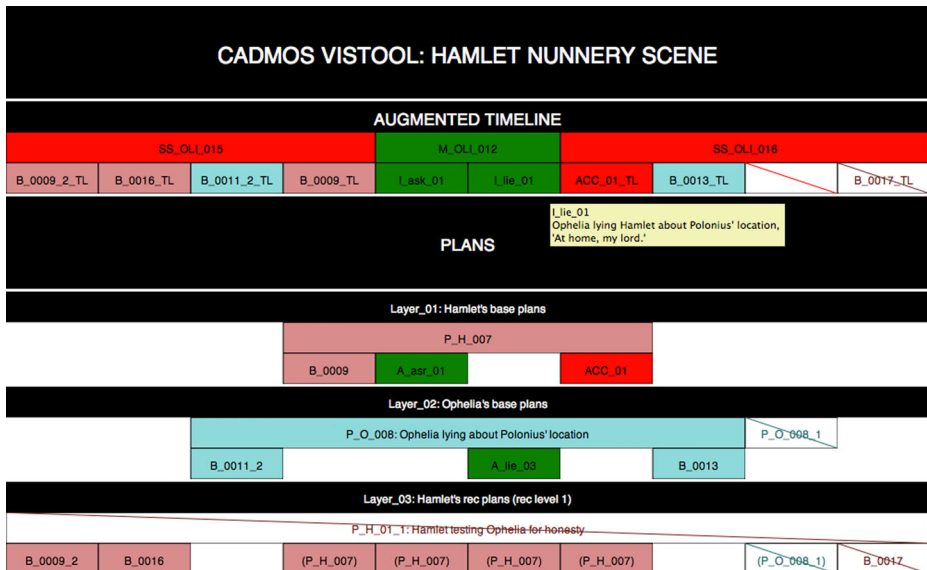 CADMOS VISTOOL: HAMLET NUNNERY SCENE
AUGMENTED TIMELINE
SS_OLI_015 M_OLI_012 SS_OLI_016
B_0009_2_TL B_0016_TL B_0011_2_TL B_0009_TL I_ask_01 I_lie_01 ACC_01_TL B_0013_TL B_0017_TL
I_lie_01
Ophelia lying Hamlet about Polonius' location,
'At home, my lord.'
PLANS
Layer_01: Hamlet's base plans
P_H_007
B_0009 A_asr_01 ACC_01
Layer_02: Ophelia's base plans
P_O_008: Ophelia lying about Polonius' location P_O_008_1
B_0011_2 A_lie_03 B_0013
Layer_03: Hamlet's rec plans (rec level 1)
P_H_01_1: Hamlet testing Ophelia for honesty
B_0009_2 B_0016 (P_H_007) (P_H_007) (P_H_007) (P_H_007) (P_O_008_1) B_0017